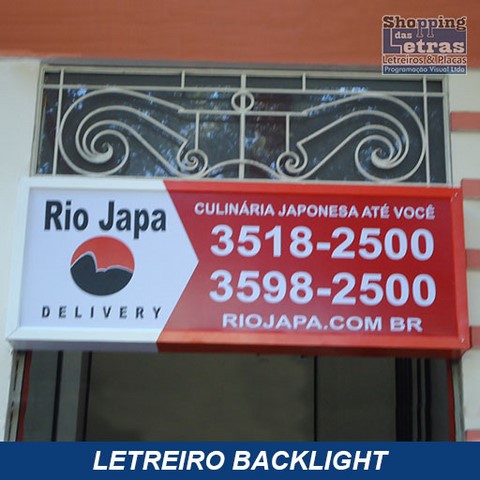 Shopping
das
Letras
Letreiros & Placas
Programação Visual Ltda
Rio Japa
DELIVERY
CULINÁRIA JAPONESA ATÉ VOCÊ
3518-2500
3598-2500
RIOJAPA.COM BR
LETREIRO BACKLIGHT